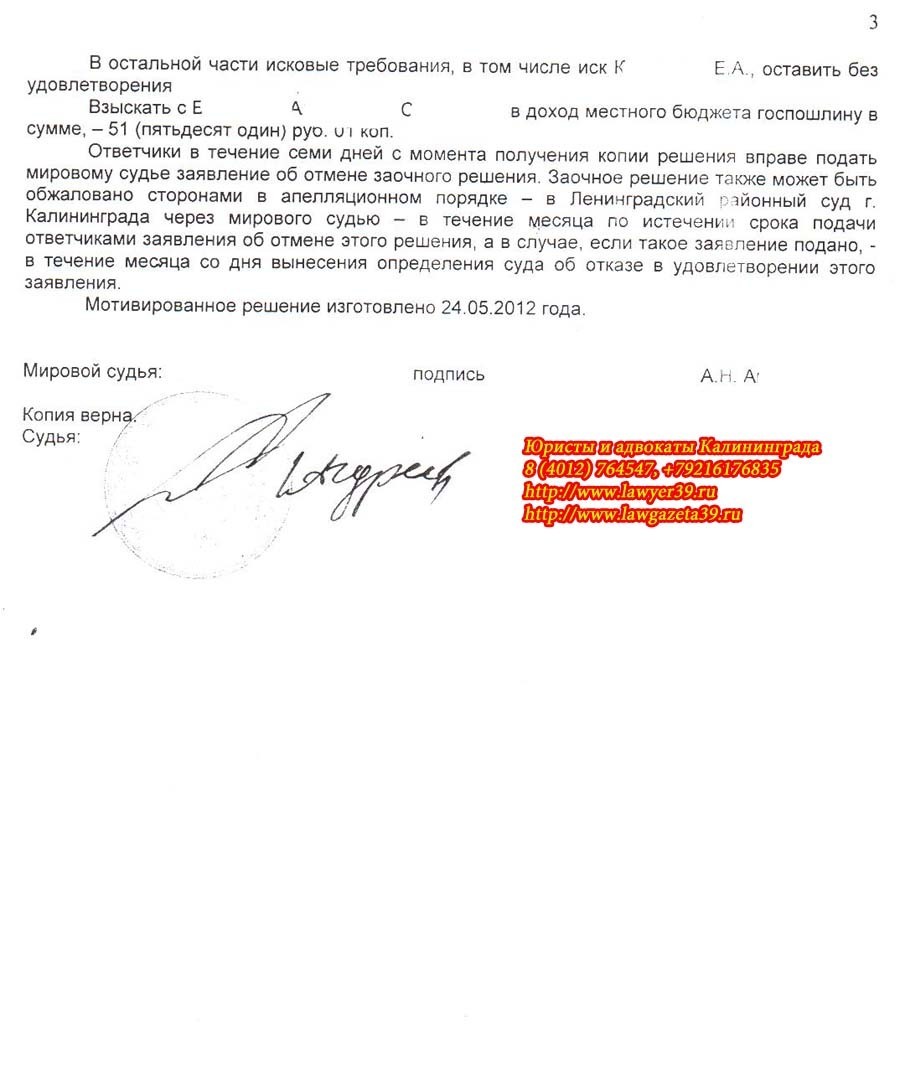 3
В остальной части исковые требования, в том числе иск К Е.А., оставить без
удовлетворения
Взыскать с Е А С в доход местного бюджета госпошлину в
сумме, – 51 (пятьдесят один) руб. 01 коп.
Ответчики в течение семи дней с момента получения копии решения вправе подать
мировому судье заявление об отмене заочного решения. Заочное решение также может быть
обжаловано сторонами в апелляционном порядке – в Ленинградский районный суд г.
Калининграда через мирового судью – в течение месяца по истечении срока подачи
ответчиками заявления об отмене этого решения, а в случае, если такое заявление подано, -
в течение месяца со дня вынесения определения суда об отказе в удовлетворении этого
заявления.
Мотивированное решение изготовлено 24.05.2012 года.
Мировой судья: подпись А.Н. А
Копия верна.
Судья:
Юристы и адвокаты Калининграда
8 (4012) 764547, +79216176835
http://www.lawyer39.ru
http://www.lawgazeta39.ru